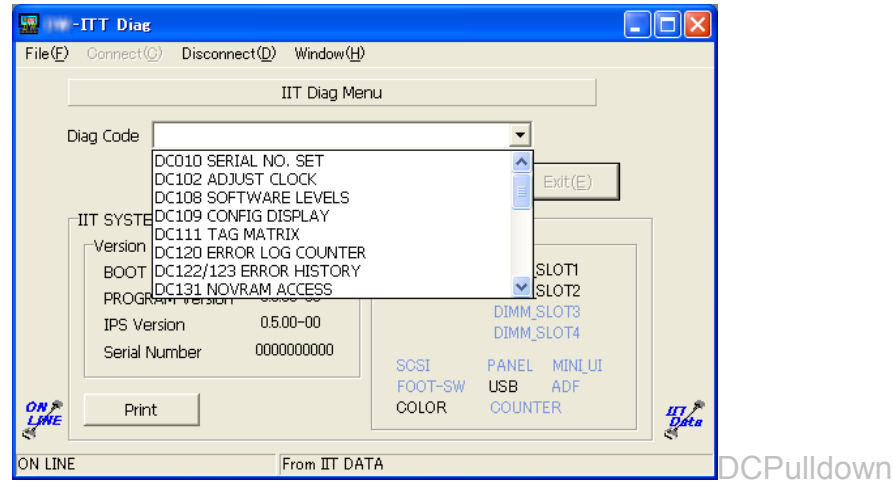 -ITT Diag
File(F) Connect(C) Disconnect(D) Window(H)
IIT Diag Menu
Diag Code
DC010 SERIAL NO. SET
DC102 ADJUST CLOCK
DC108 SOFTWARE LEVELS
DC109 CONFIG DISPLAY
DC111 TAG MATRIX
DC120 ERROR LOG COUNTER
DC122/123 ERROR HISTORY
DC131 NOVRAM ACCESS
Exit(E)
IIT SYSTE
Version
BOOT
PROGRAM Version
IPS Version 0.5.00-00
Serial Number 0000000000
SLOT1
SLOT2
DIMM_SLOT3
DIMM_SLOT4
SCSI PANEL MINI_UI
FOOT-SW USB ADF
COLOR COUNTER
Print
ON LINE
IIT Data
ON LINE From IIT DATA
DCPulldown